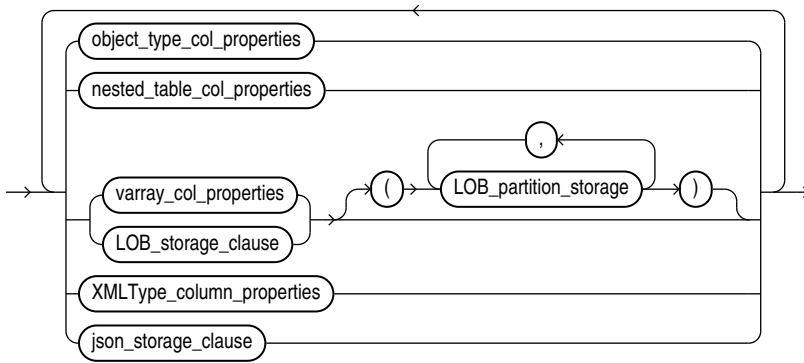 object_type_col_properties
nested_table_col_properties
,
varray_col_properties
( LOB_partition_storage )
LOB_storage_clause
XMLType_column_properties
json_storage_clause